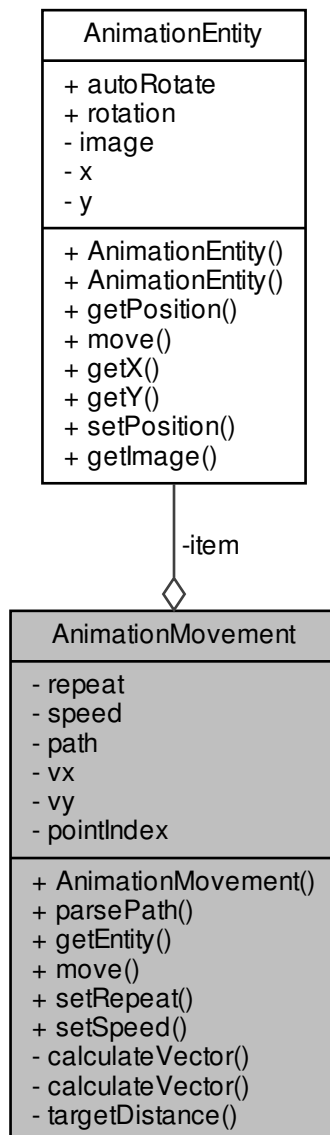 AnimationEntity
+ autoRotate
+ rotation
- image
- x
- y
+ AnimationEntity()
+ AnimationEntity()
+ getPosition()
+ move()
+ getX()
+ getY()
+ setPosition()
+ getImage()
-item
AnimationMovement
- repeat
- speed
- path
- vx
- vy
- pointIndex
+ AnimationMovement()
+ parsePath()
+ getEntity()
+ move()
+ setRepeat()
+ setSpeed()
- calculateVector()
- calculateVector()
- targetDistance()